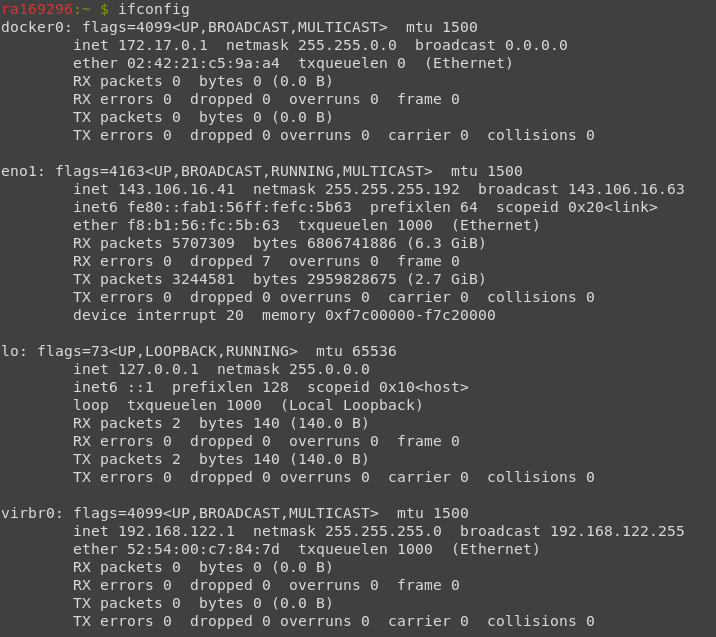 ra169296:~ $ ifconfig
docker0: flags=4099<UP,BROADCAST,MULTICAST>  mtu 1500
        inet 172.17.0.1  netmask 255.255.0.0  broadcast 0.0.0.0
        ether 02:42:21:c5:9a:a4  txqueuelen 0  (Ethernet)
        RX packets 0  bytes 0 (0.0 B)
        RX errors 0  dropped 0  overruns 0  frame 0
        TX packets 0  bytes 0 (0.0 B)
        TX errors 0  dropped 0 overruns 0  carrier 0  collisions 0

eno1: flags=4163<UP,BROADCAST,RUNNING,MULTICAST>  mtu 1500
        inet 143.106.16.41  netmask 255.255.255.192  broadcast 143.106.16.63
        inet6 fe80::fab1:56ff:fefc:5b63  prefixlen 64  scopeid 0x20<link>
        ether f8:b1:56:fc:5b:63  txqueuelen 1000  (Ethernet)
        RX packets 5707309  bytes 6806741886 (6.3 GiB)
        RX errors 0  dropped 7  overruns 0  frame 0
        TX packets 3244581  bytes 2959828675 (2.7 GiB)
        TX errors 0  dropped 0 overruns 0  carrier 0  collisions 0
        device interrupt 20  memory 0xf7c00000-f7c20000

lo: flags=73<UP,LOOPBACK,RUNNING>  mtu 65536
        inet 127.0.0.1  netmask 255.0.0.0
        inet6 ::1  prefixlen 128  scopeid 0x10<host>
        loop  txqueuelen 1000  (Local Loopback)
        RX packets 2  bytes 140 (140.0 B)
        RX errors 0  dropped 0  overruns 0  frame 0
        TX packets 2  bytes 140 (140.0 B)
        TX errors 0  dropped 0 overruns 0  carrier 0  collisions 0

virbr0: flags=4099<UP,BROADCAST,MULTICAST>  mtu 1500
        inet 192.168.122.1  netmask 255.255.255.0  broadcast 192.168.122.255
        ether 52:54:00:c7:84:7d  txqueuelen 1000  (Ethernet)
        RX packets 0  bytes 0 (0.0 B)
        RX errors 0  dropped 0  overruns 0  frame 0
        TX packets 0  bytes 0 (0.0 B)
        TX errors 0  dropped 0 overruns 0  carrier 0  collisions 0